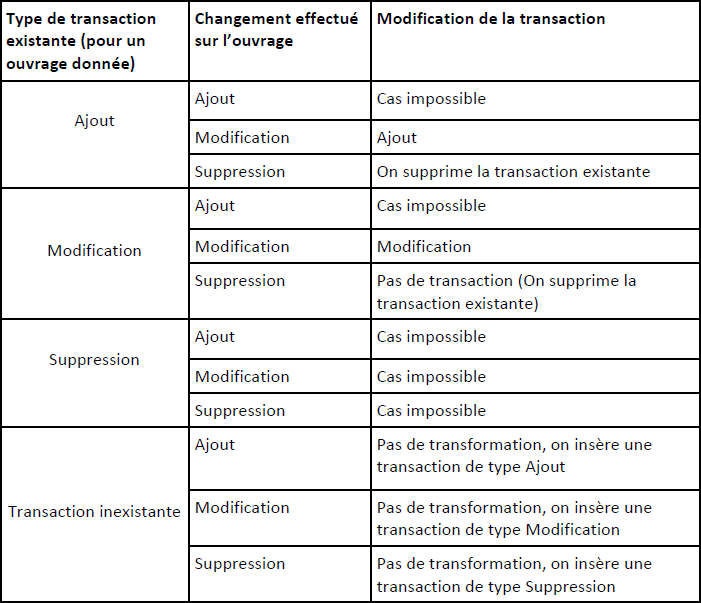 Type de transaction existante (pour un ouvrage donnée)
Changement effectué sur l'ouvrage
Modification de la transaction
Ajout
Ajout
Cas impossible
Modification
Ajout
Suppression
On supprime la transaction existante
Modification
Ajout
Cas impossible
Modification
Modification
Suppression
Pas de transaction (On supprime la
transaction existante)
Suppression
Ajout
Cas impossible
Modification
Cas impossible
Suppression
Cas impossible
Transaction inexistante
Ajout
Pas de transformation, on insère une
transaction de type Ajout
Modification
Pas de transformation, on insère une
transaction de type Modification
Suppression
Pas de transformation, on insère une
transaction de type Suppression